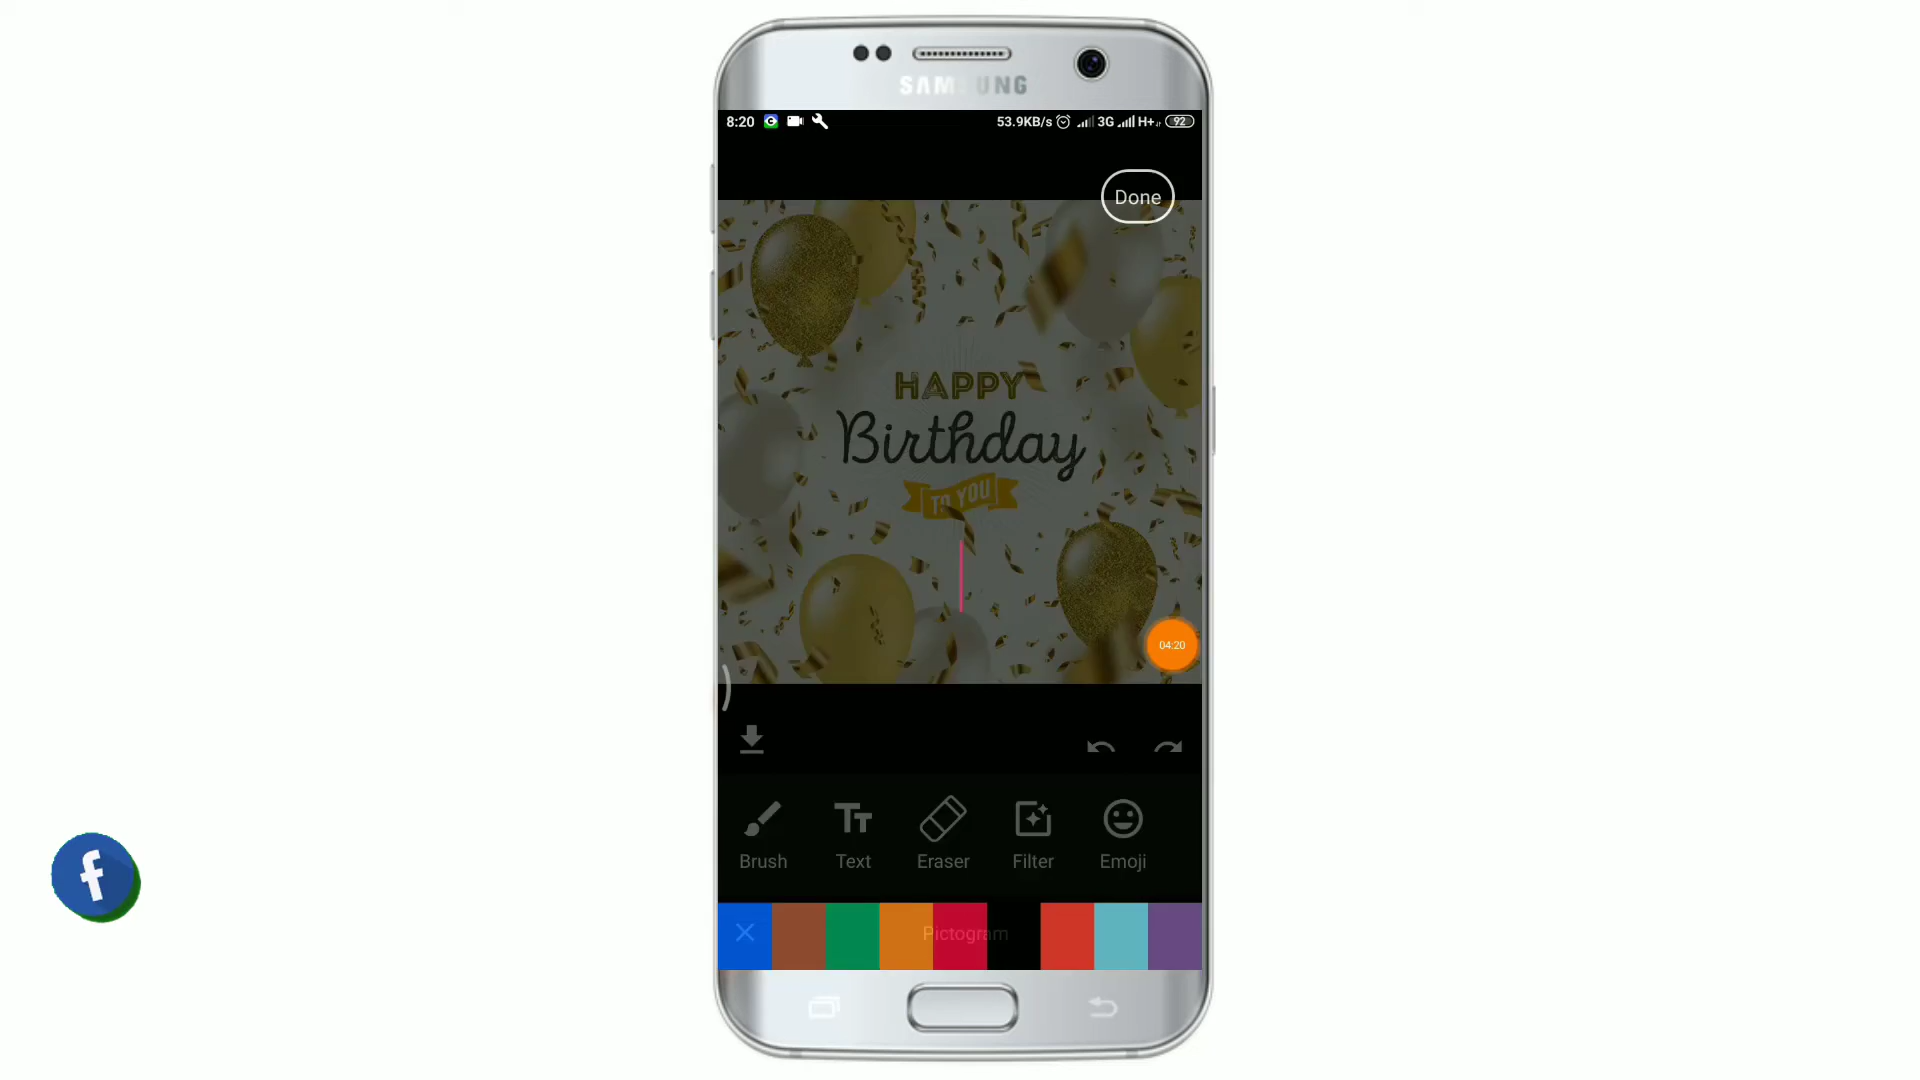 SAMSUNG
8:20
53.9KB/s 3G H+ 92
Done
HAPPY
Birthday
TO YOU
04:20
Brush Text Eraser Filter Emoji
Pictogram